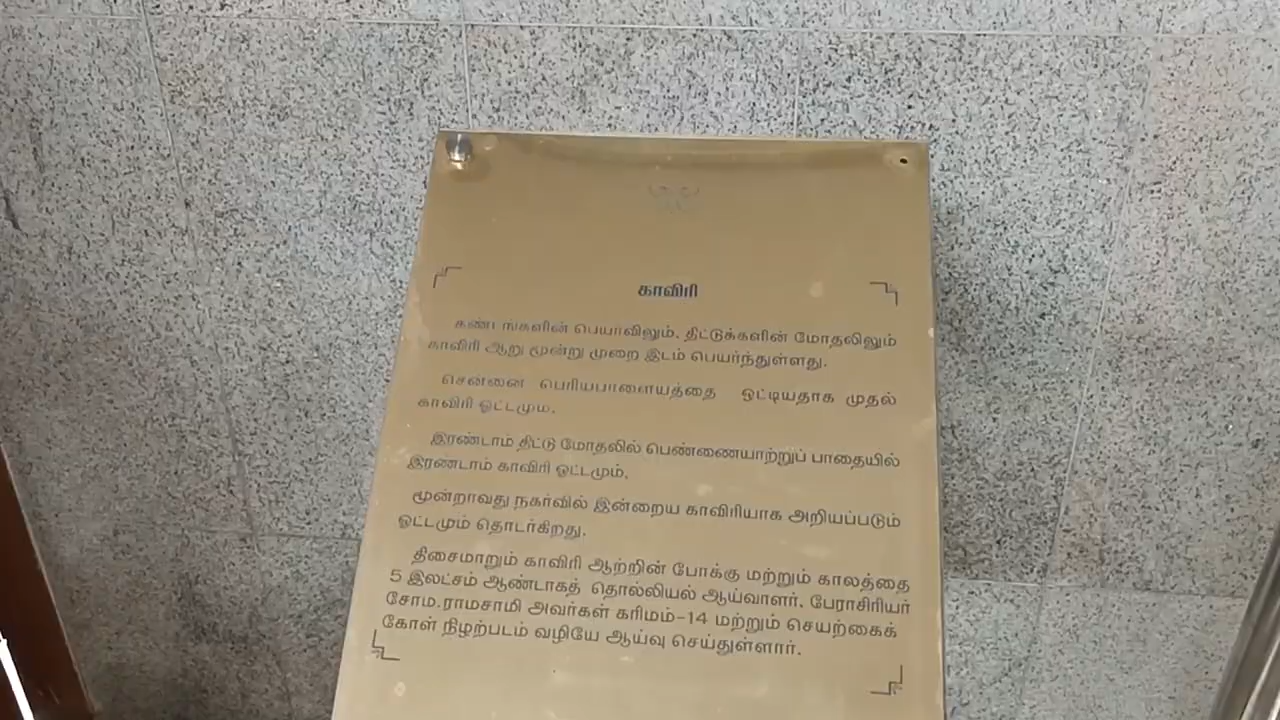 காவிரி
கண்டங்களின் பெயர்விலும், திட்டுக்களின் மோதலிலும்
காவிரி ஆறு மூன்று முறை இடம் பெயர்ந்துள்ளது.
சென்னை பெரியபாளையத்தை ஒட்டியதாக முதல்
காவிரி ஓட்டமும்,
இரண்டாம் திட்டு மோதலில் பெண்ணையாற்றுப் பாதையில்
இரண்டாம் காவிரி ஓட்டமும்,
மூன்றாவது நகர்வில் இன்றைய காவிரியாக அறியப்படும்
ஓட்டமும் தொடர்கிறது.
திசைமாறும் காவிரி ஆற்றின் போக்கு மற்றும் காலத்தை
5 இலட்சம் ஆண்டாகத் தொல்லியல் ஆய்வாளர். பேராசிரியர்
சோம.ராமசாமி அவர்கள் கரிமம்-14 மற்றும் செயற்கைக்
கோள் நிழற்படம் வழியே ஆய்வு செய்துள்ளார்.